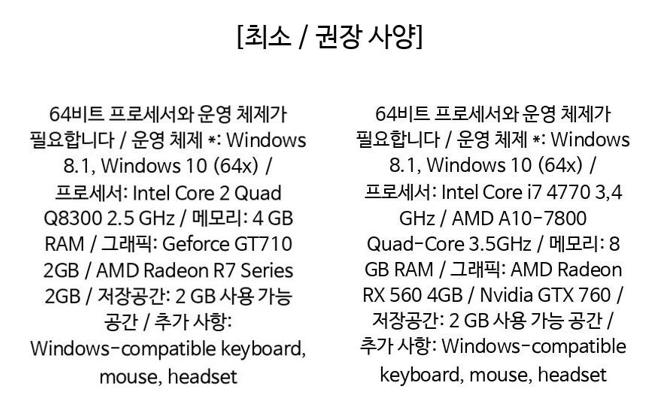 [최소 / 권장 사양]
64비트 프로세서와 운영 체제가
필요합니다 / 운영 체제 *: Windows
8.1, Windows 10 (64x) /
프로세서: Intel Core 2 Quad
Q8300 2.5 GHz / 메모리: 4 GB
RAM / 그래픽: Geforce GT710
2GB / AMD Radeon R7 Series
2GB / 저장공간: 2 GB 사용 가능
공간 / 추가 사항:
Windows-compatible keyboard,
mouse, headset
64비트 프로세서와 운영 체제가
필요합니다 / 운영 체제 *: Windows
8.1, Windows 10 (64x) /
프로세서: Intel Core i7 4770 3,4
GHz / AMD A10-7800
Quad-Core 3.5GHz / 메모리: 8
GB RAM / 그래픽: AMD Radeon
RX 560 4GB / Nvidia GTX 760 /
저장공간: 2 GB 사용 가능 공간 /
추가 사항: Windows-compatible
keyboard, mouse, headset